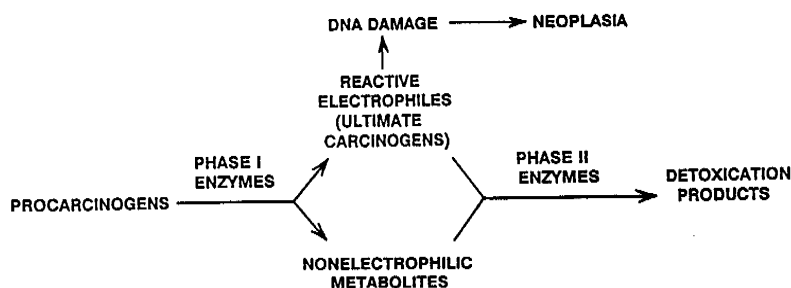 DNA DAMAGE
NEOPLASIA
REACTIVE
ELECTROPHILES
(ULTIMATE
CARCINOGENS)
PHASE I
ENZYMES
PHASE II
ENZYMES
DETOXICATION
PRODUCTS
PROCARCINOGENS
NONELECTROPHILIC
METABOLITES